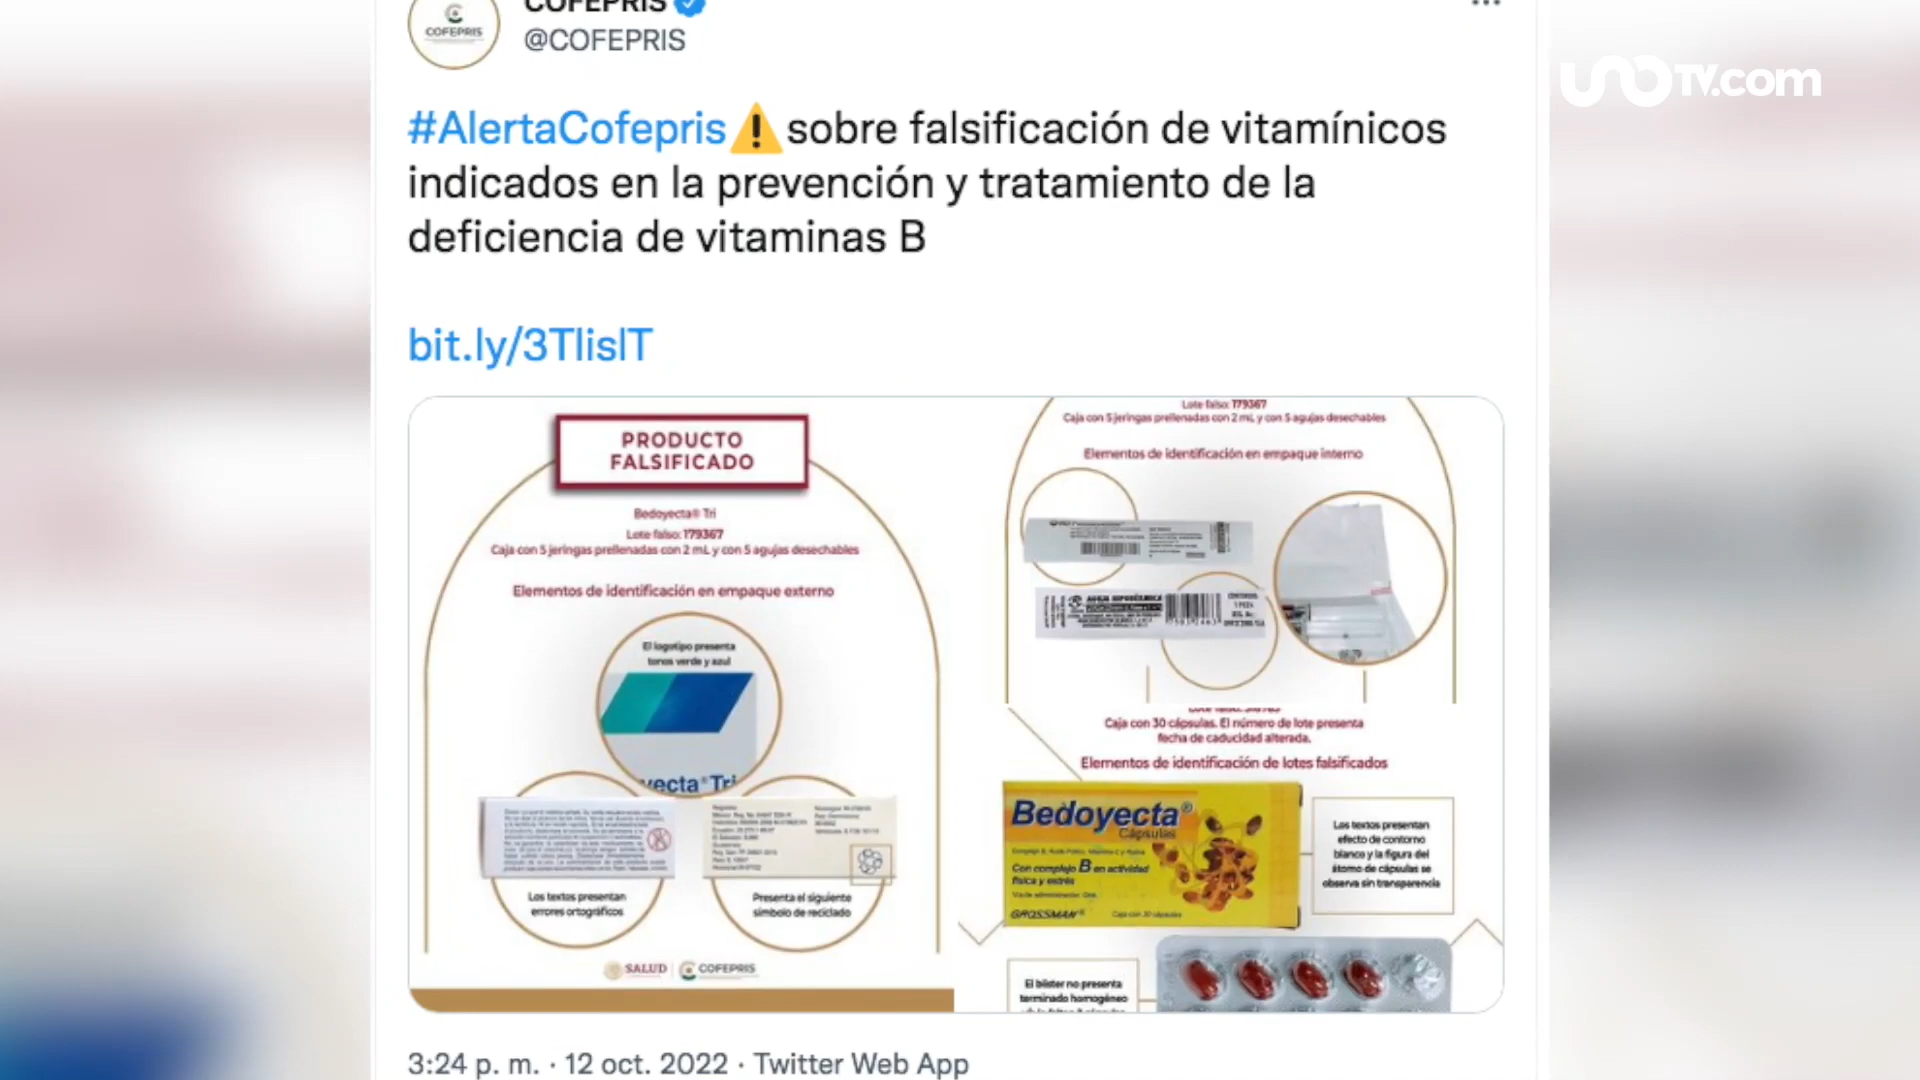 COFEPRIS
COFEPRIS
@COFEPRIS
UNOTV.com
#AlertaCofepris⚠️sobre falsificación de vitamínicos
indicados en la prevención y tratamiento de la
deficiencia de vitaminas B
bit.ly/3TlislT
PRODUCTO
FALSIFICADO
Bedoyecta® Tri
Lote falso: 179367
Caja con 5 jeringas prellenadas con 2 mL y con 5 agujas desechables
Elementos de identificación en empaque externo
El logotipo presenta
tonos verde y azul
yecta® Tri
Los textos presentan
errores ortográficos
Presenta el siguiente
símbolo de reciclado
SALUD
COFEPRIS
Lote falso: 179367
Caja con 5 jeringas prellenadas con 2 mL y con 5 agujas desechables
Elementos de identificación en empaque interno
AGUJA HIPODÉRMICA
Caja con 30 cápsulas. El número de lote presenta
fecha de caducidad alterada.
Elementos de identificación de lotes falsificados
Bedoyecta®
Cápsulas
Con complejo B en actividad
física y estrés
GROSSMAN
Caja con 30 cápsulas
Los textos presentan
efecto de contorno
blanco y la figura del
átomo de cápsulas se
observa sin transparencia
El blíster no presenta
terminado homogéneo
3:24 p. m. · 12 oct. 2022 · Twitter Web App